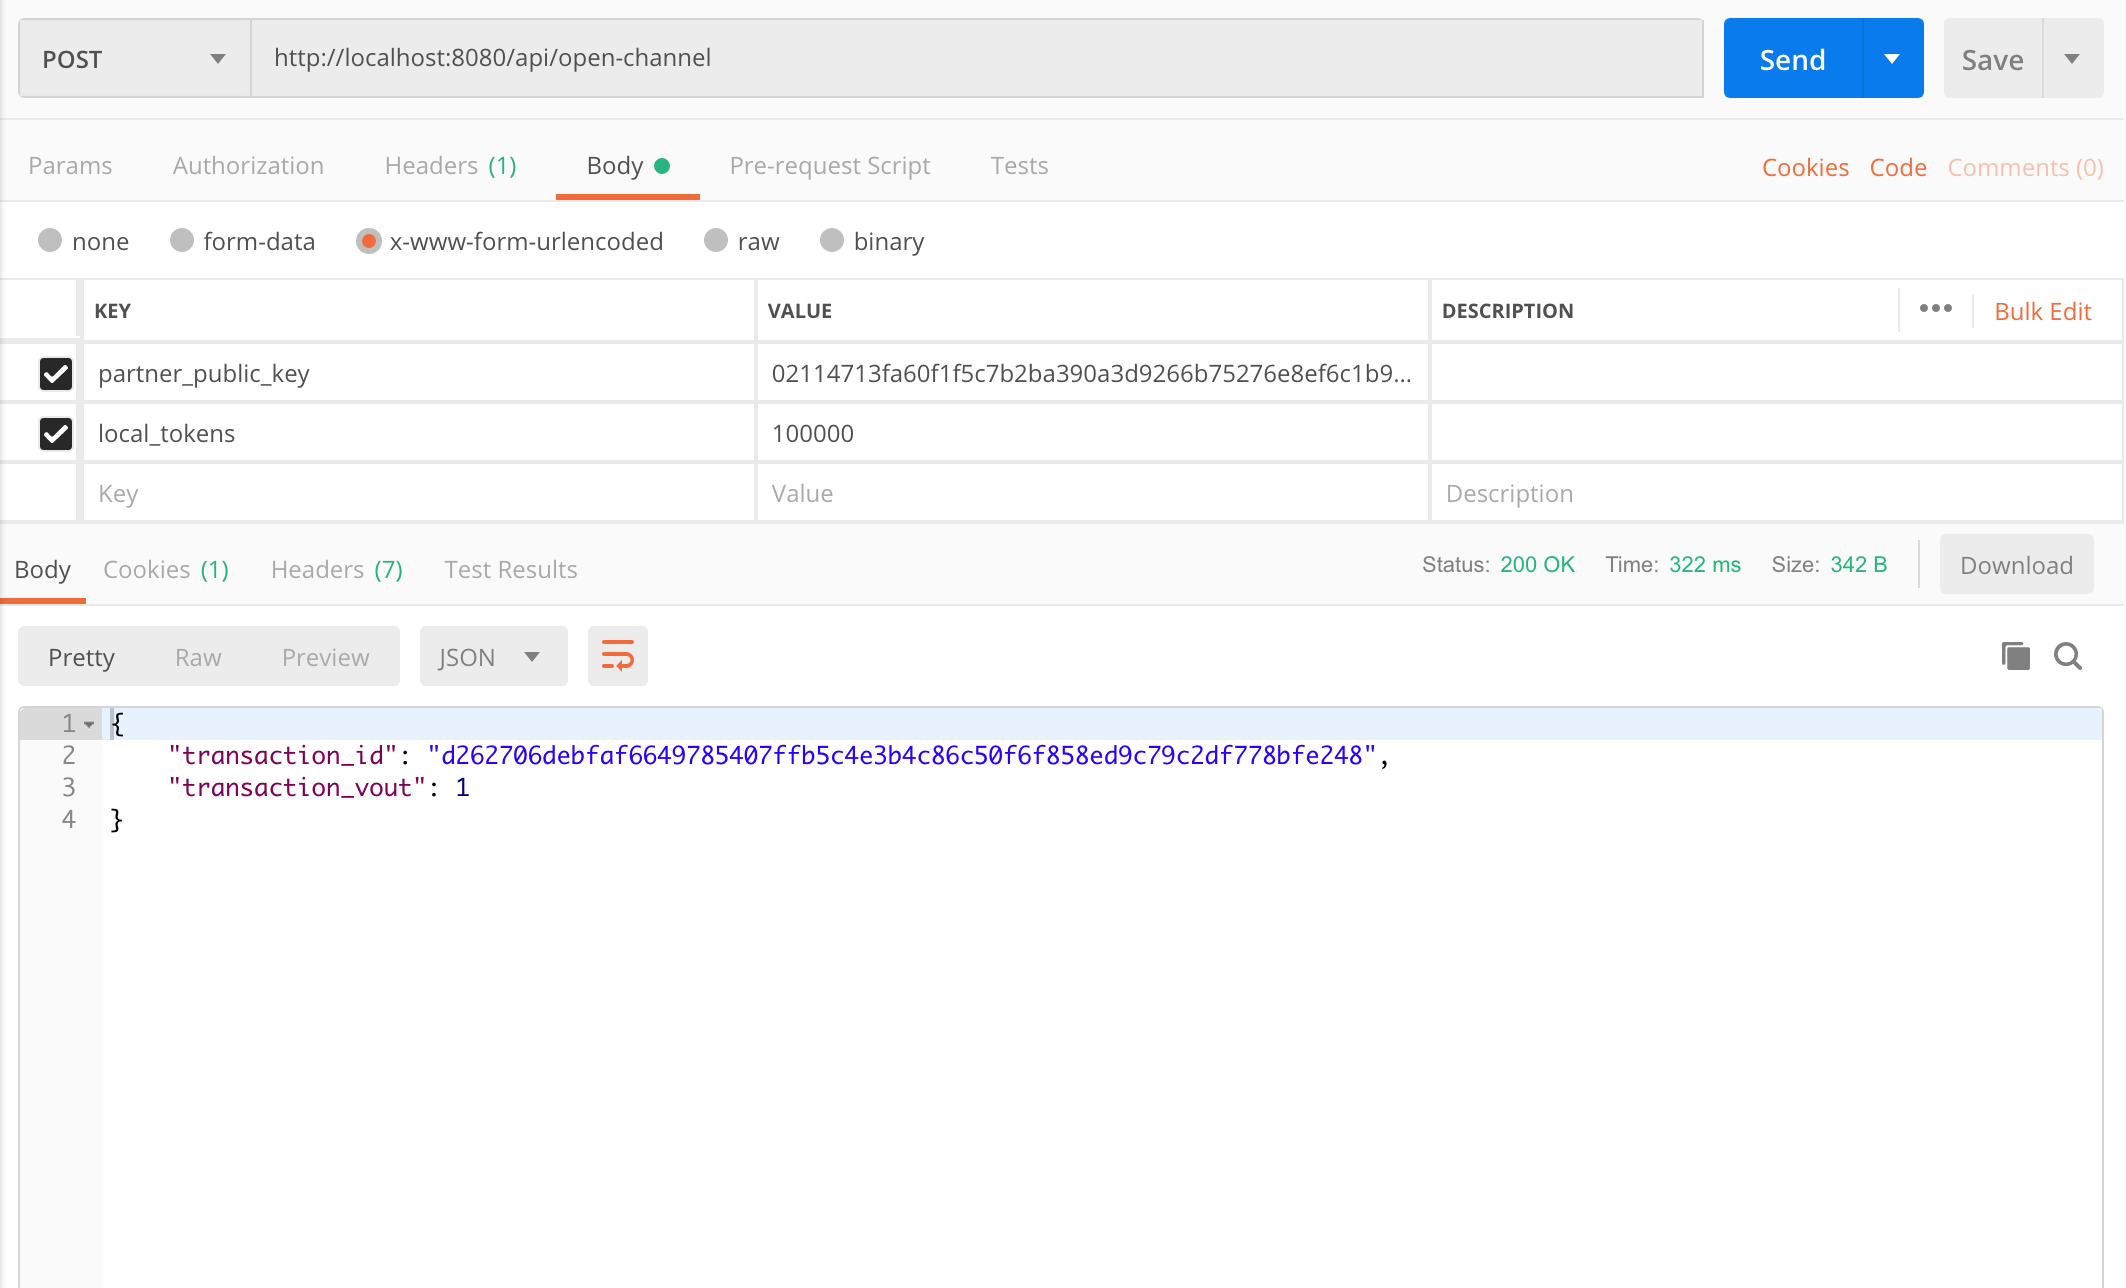 POST http://localhost:8080/api/open-channel Send Save
Params Authorization Headers (1) Body Pre-request Script Tests Cookies Code Comments (0)
none form-data x-www-form-urlencoded raw binary
KEY VALUE DESCRIPTION ••• Bulk Edit
partner_public_key 02114713fa60f1f5c7b2ba390a3d9266b75276e8ef6c1b9...
local_tokens 100000
Key Value Description
Body Cookies (1) Headers (7) Test Results Status: 200 OK Time: 322 ms Size: 342 B Download
Pretty Raw Preview JSON
1 {
2 "transaction_id": "d262706debfaf6649785407ffb5c4e3b4c86c50f6f858ed9c79c2df778bfe248",
3 "transaction_vout": 1
4 }